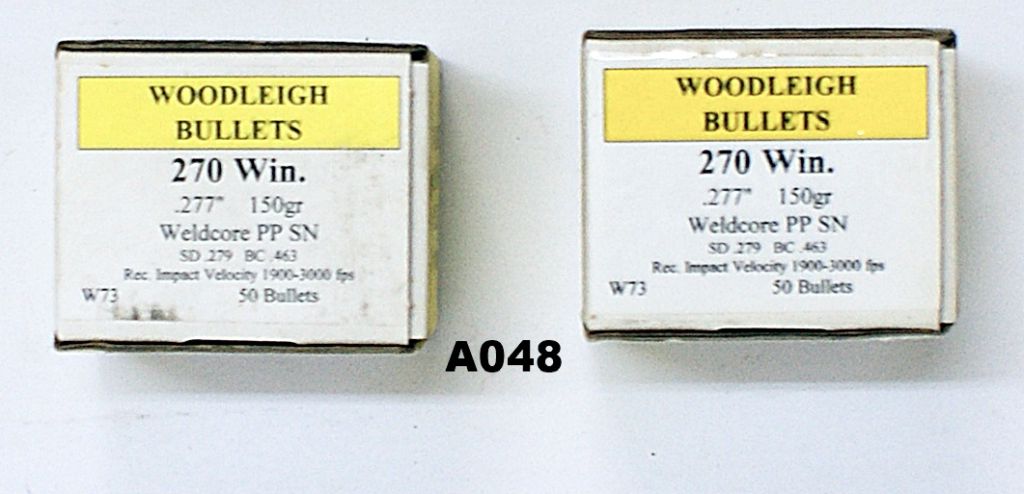 WOODLEIGH
BULLETS
270 Win.
.277" 150gr
Weldcore PP SN
SD .279 BC .463
Rec. Impact Velocity 1900-3000 fps
W73 50 Bullets
WOODLEIGH
BULLETS
270 Win.
.277" 150gr
Weldcore PP SN
SD .279 BC .463
Rec. Impact Velocity 1900-3000 fps
W73 50 Bullets
A048